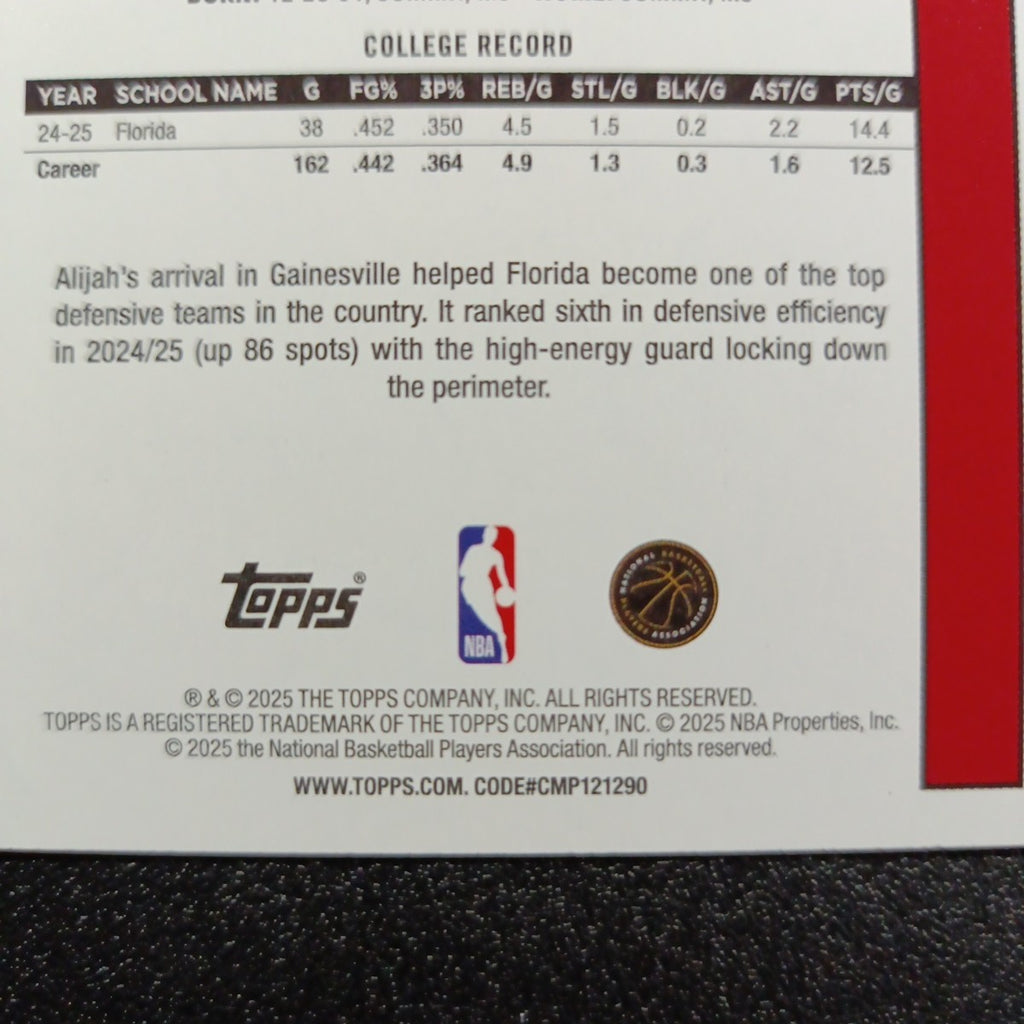 COLLEGE RECORD
YEAR SCHOOL NAME G FG% 3P% REB/G STL/G BLK/G AST/G PTS/G
24-25 Florida 38 .452 .350 4.5 1.5 0.2 2.2 14.4
Career 162 .442 .364 4.9 1.3 0.3 1.6 12.5
Alijah's arrival in Gainesville helped Florida become one of the top
defensive teams in the country. It ranked sixth in defensive efficiency
in 2024/25 (up 86 spots) with the high-energy guard locking down
the perimeter.
Topps®
NBA
NATIONAL BASKETBALL
PLAYERS ASSOCIATION
® & © 2025 THE TOPPS COMPANY, INC. ALL RIGHTS RESERVED.
TOPPS IS A REGISTERED TRADEMARK OF THE TOPPS COMPANY, INC. © 2025 NBA Properties, Inc.
© 2025 the National Basketball Players Association. All rights reserved.
WWW.TOPPS.COM. CODE#CMP121290